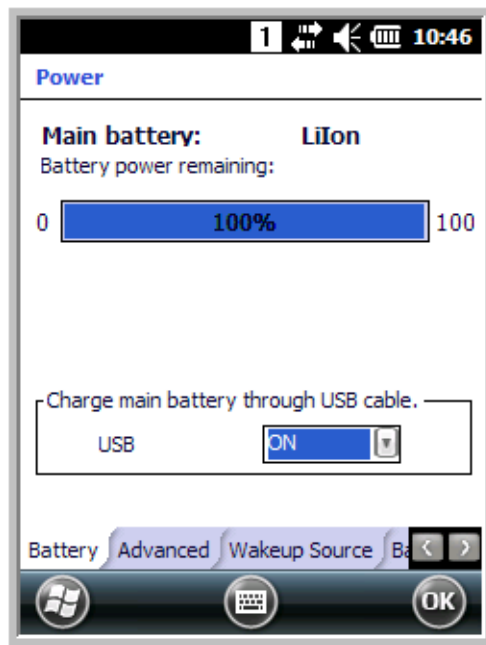 1 10:46
Power
Main battery: LiIon
Battery power remaining:
0 100% 100
Charge main battery through USB cable.
USB ON
Battery Advanced Wakeup Source Ba
OK